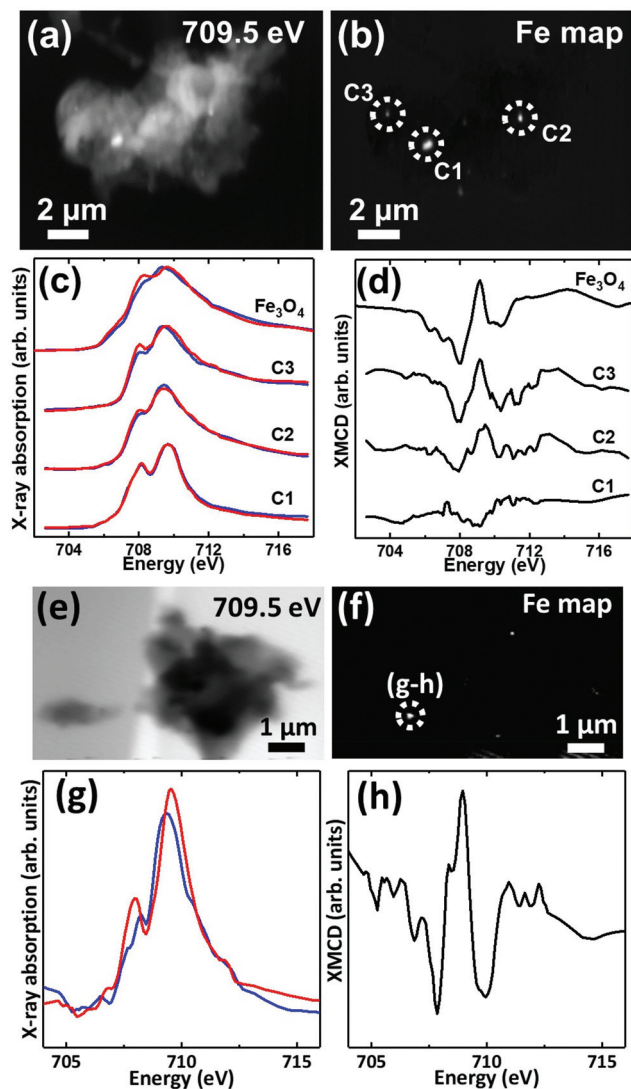 (a) 709.5 eV
2 μm
(b) Fe map
C3
C1
C2
2 μm
(c)
X-ray absorption (arb. units)
Fe₃O₄
C3
C2
C1
704 708 712 716
Energy (eV)
(d)
XMCD (arb. units)
Fe₃O₄
C3
C2
C1
704 708 712 716
Energy (eV)
(e) 709.5 eV
1 μm
(f) Fe map
(g-h)
1 μm
(g)
X-ray absorption (arb. units)
705 710 715
Energy (eV)
(h)
XMCD (arb. units)
705 710 715
Energy (eV)